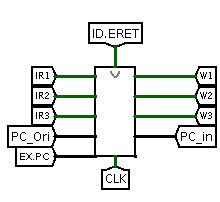 ID.ERET
IR1 W1
IR2 W2
IR3 W3
PC_Ori PC_in
EX.PC
CLK